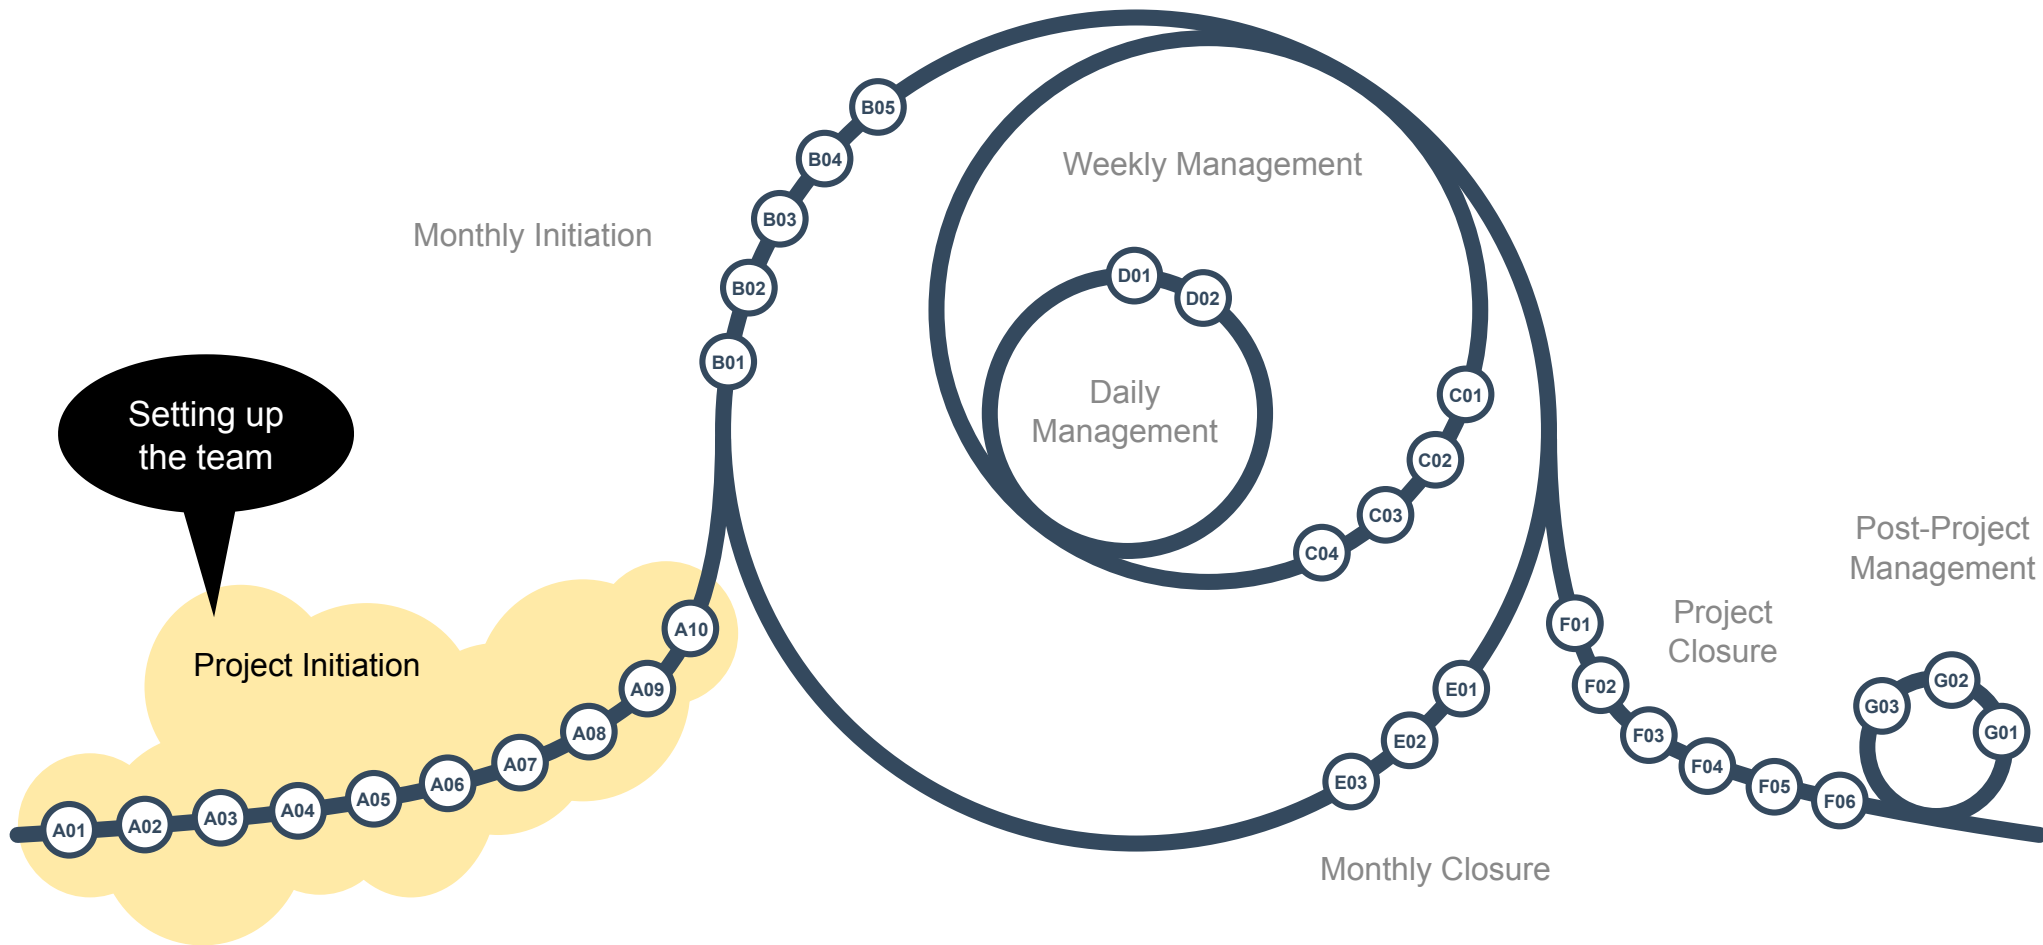 Setting up
the team
Project Initiation
A01
A02
A03
A04
A05
A06
A07
A08
A09
A10
Monthly Initiation
B01
B02
B03
B04
B05
Weekly Management
C01
C02
C03
C04
Daily
Management
D01
D02
Monthly Closure
E01
E02
E03
Project
Closure
F01
F02
F03
F04
F05
F06
Post-Project
Management
G01
G02
G03